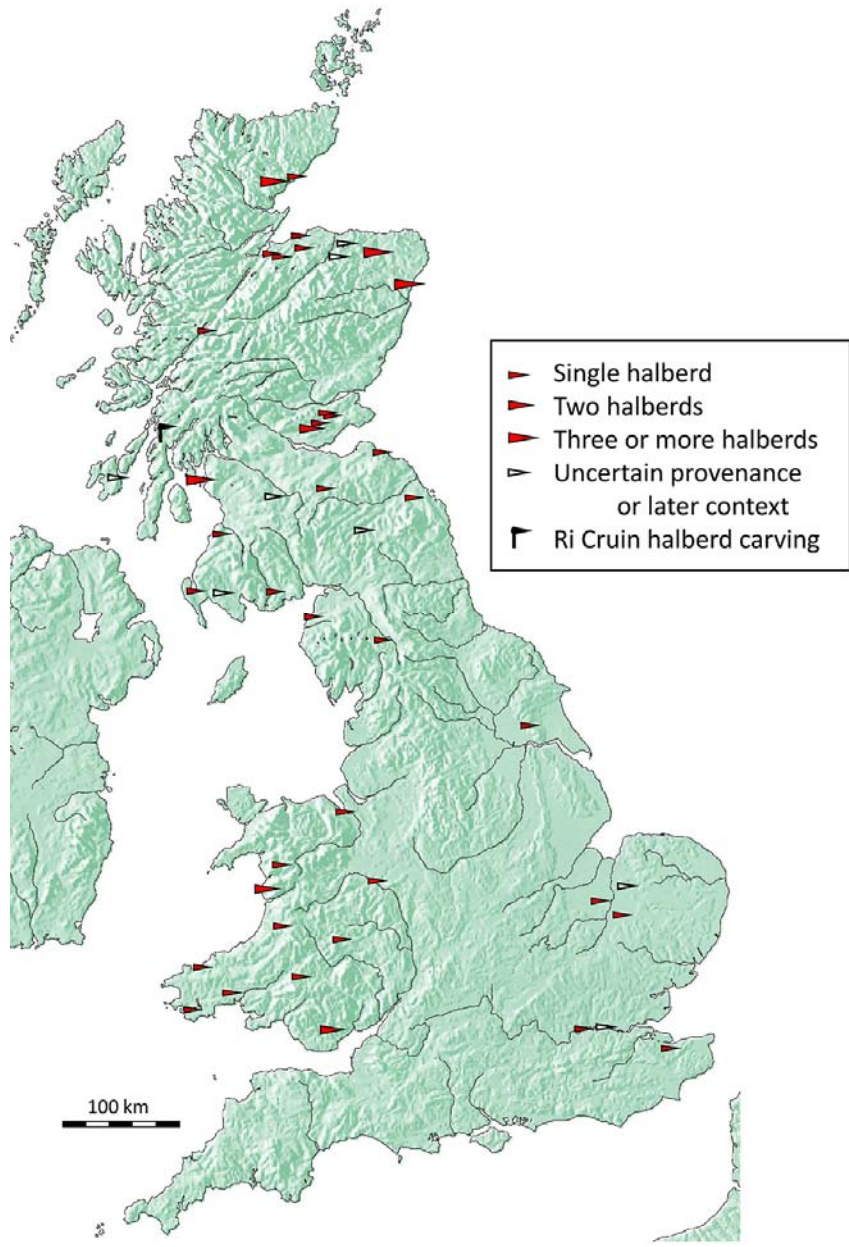 Single halberd
Two halberds
Three or more halberds
Uncertain provenance
or later context
Ri Cruin halberd carving
100 km